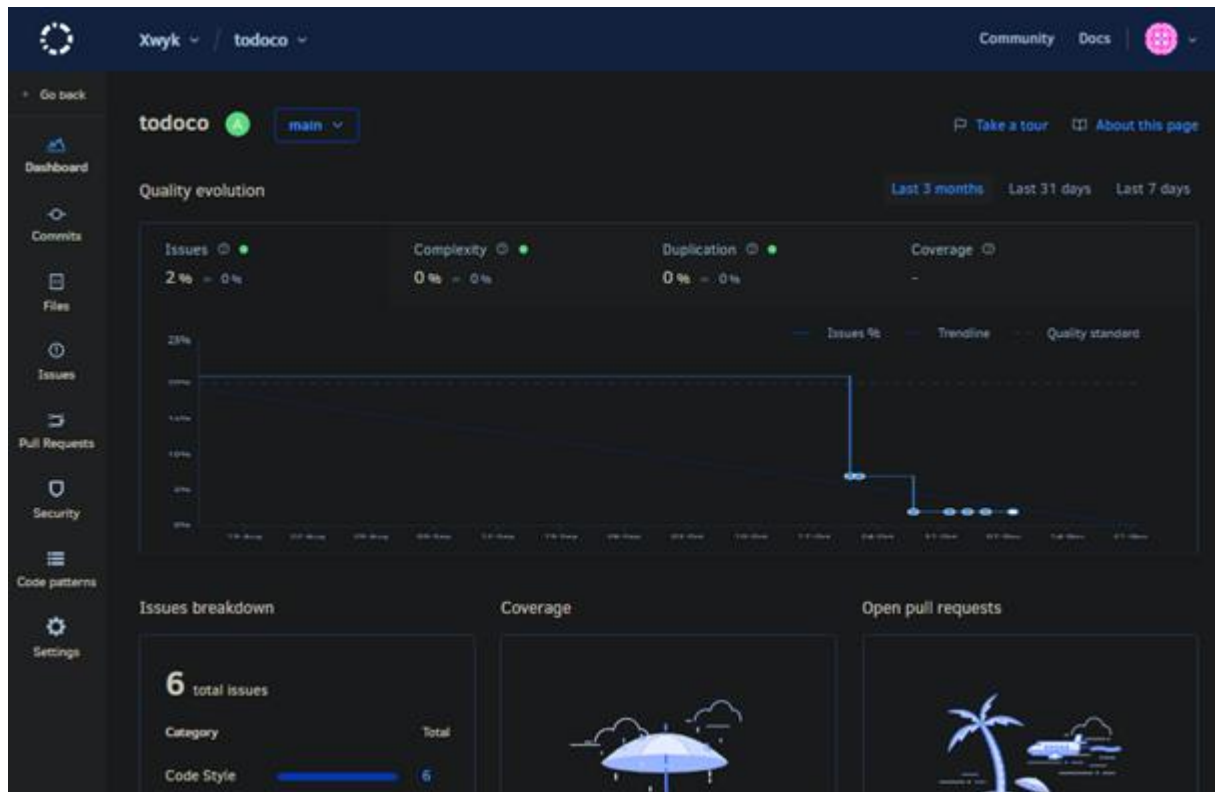 Xwyk / todoco
Community Docs
Go back
todoco A main
Take a tour About this page
Dashboard
Quality evolution
Last 3 months Last 31 days Last 7 days
Commits
Issues Complexity Duplication Coverage
2% = 0% 0% = 0% 0% = 0% -
Files
Issues % Trendline Quality standard
Issues
Pull Requests
Security
Code patterns
Settings
Issues breakdown Coverage Open pull requests
6 total issues
Category Total
Code Style 6